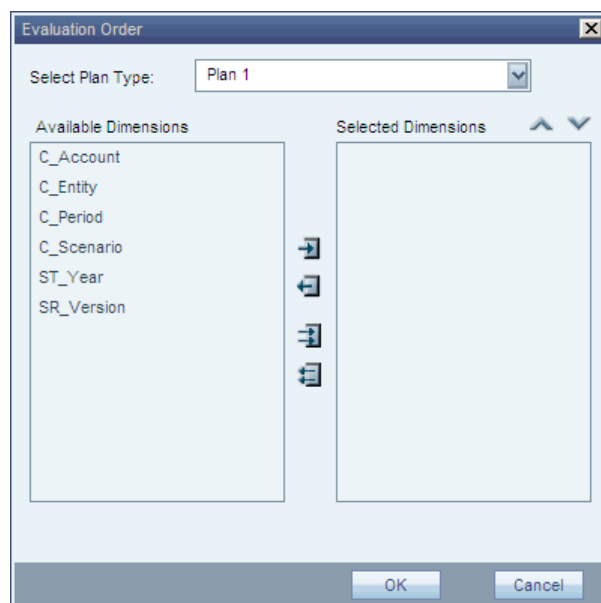 Evaluation Order
Select Plan Type: Plan 1
Available Dimensions Selected Dimensions
C_Account
C_Entity
C_Period
C_Scenario
ST_Year
SR_Version
OK Cancel